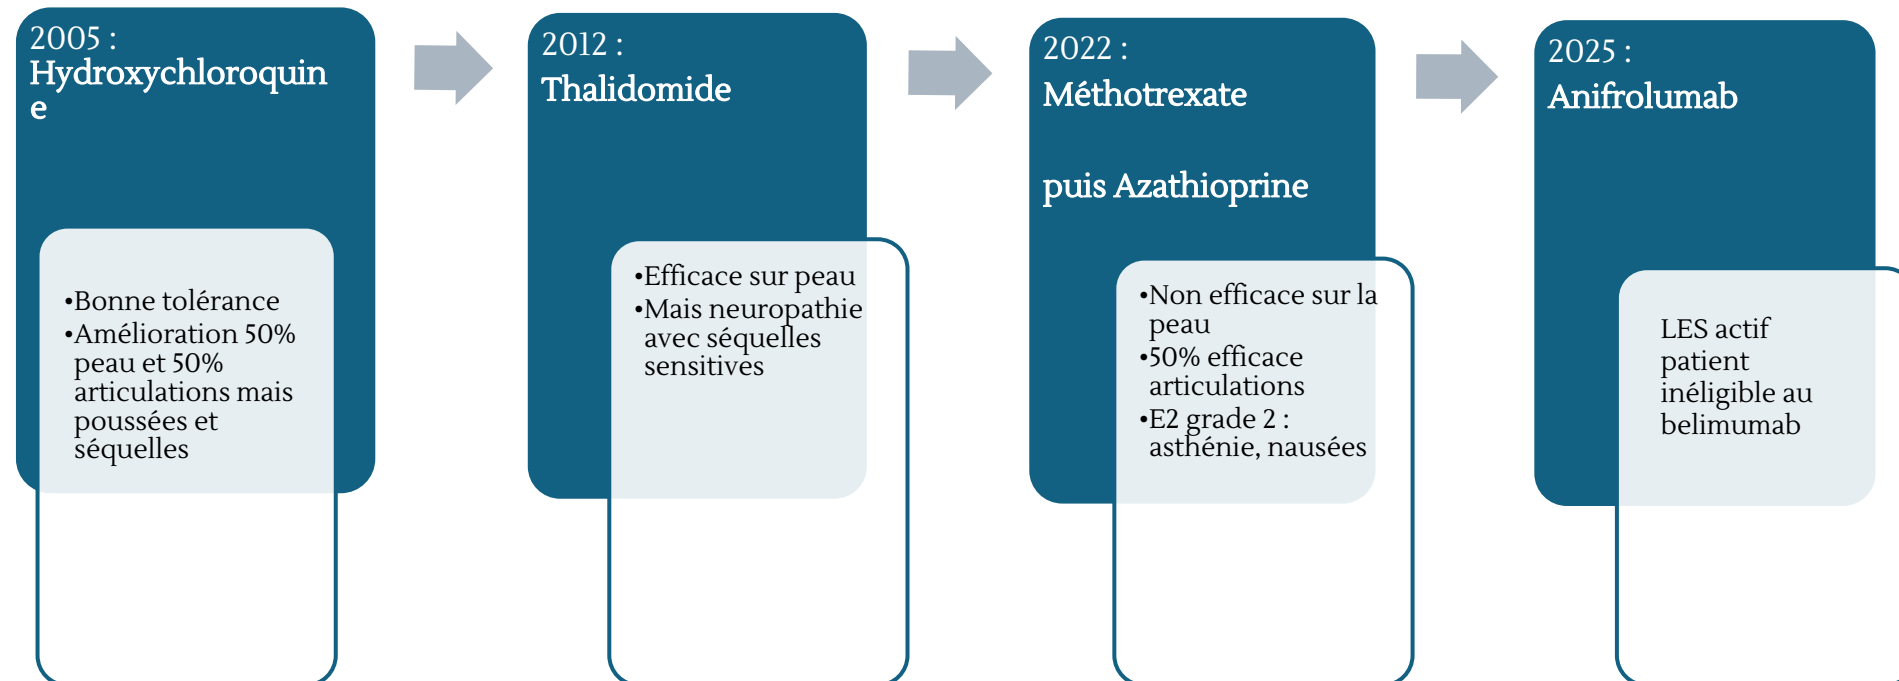 2005 :
Hydroxychloroquin
e
•Bonne tolérance
•Amélioration 50%
peau et 50%
articulations mais
poussées et
séquelles
2012 :
Thalidomide
•Efficace sur peau
•Mais neuropathie
avec séquelles
sensitives
2022 :
Méthotrexate
puis Azathioprine
•Non efficace sur la
peau
•50% efficace
articulations
•E2 grade 2 :
asthénie, nausées
2025 :
Anifrolumab
LES actif
patient
inéligible au
belimumab